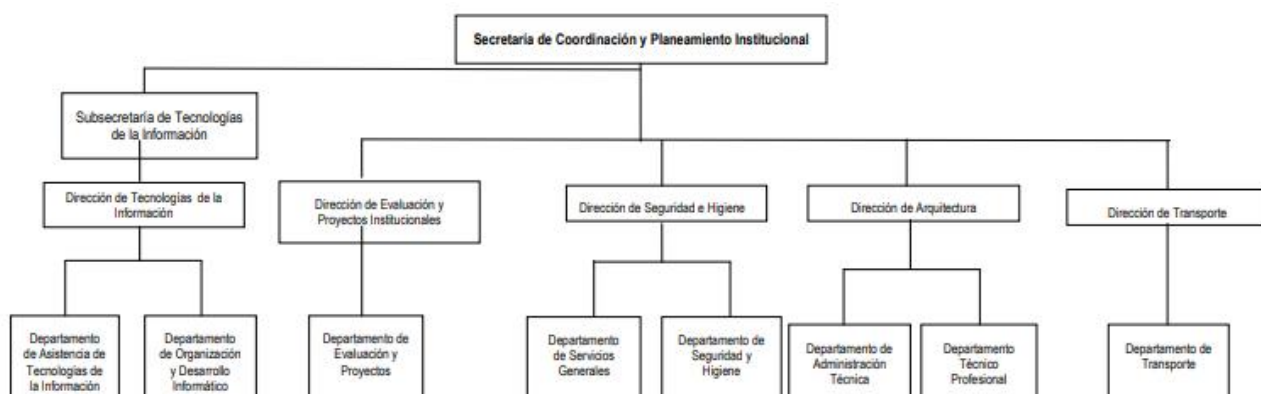 Secretaría de Coordinación y Planeamiento Institucional
Subsecretaría de Tecnologías
de la Información
Dirección de Tecnologías de la
Información
Dirección de Evaluación y
Proyectos Institucionales
Dirección de Seguridad e Higiene
Dirección de Arquitectura
Dirección de Transporte
Departamento
de Asistencia de
Tecnologías de
la Información
Departamento
de Organización
y Desarrollo
Informático
Departamento de
Evaluación y
Proyectos
Departamento
de Servicios
Generales
Departamento de
Seguridad y
Higiene
Departamento de
Administración
Técnica
Departamento
Técnico
Profesional
Departamento de
Transporte